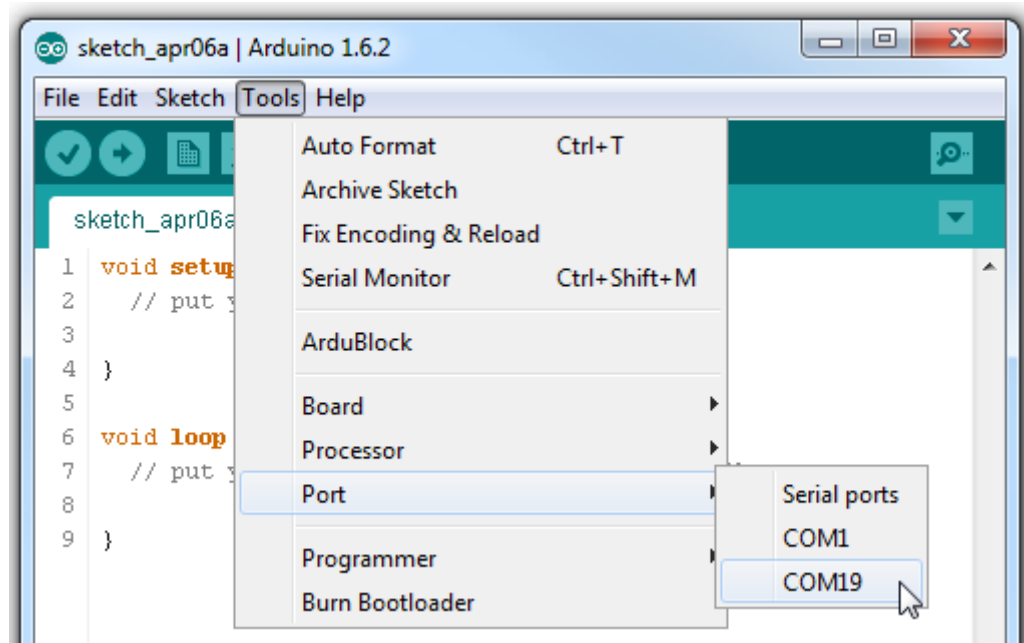 sketch_apr06a | Arduino 1.6.2
File Edit Sketch Tools Help
Auto Format Ctrl+T
Archive Sketch
Fix Encoding & Reload
Serial Monitor Ctrl+Shift+M
ArduBlock
Board
Processor
Port
Programmer
Burn Bootloader
Serial ports
COM1
COM19
sketch_apr06a
1 void setup
2 // put
3
4 }
5
6 void loop
7 // put
8
9 }